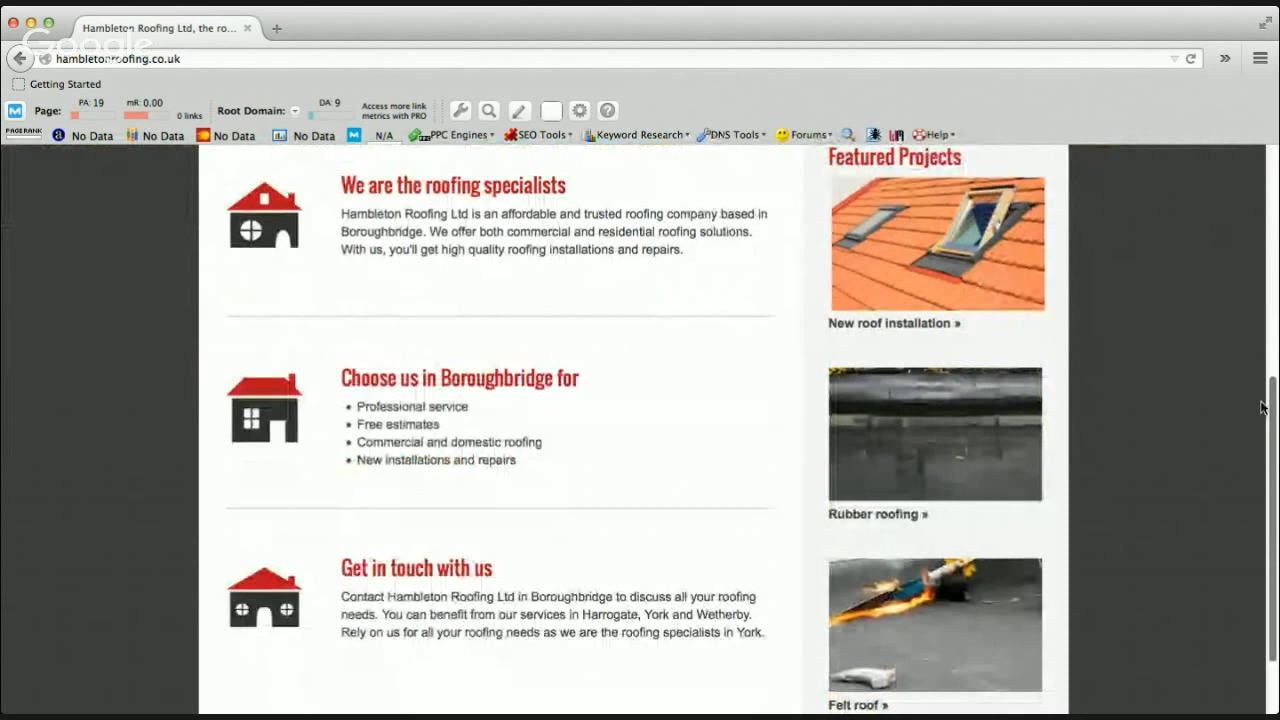 Hambleton Roofing Ltd, the ro...
Google
hambletonroofing.co.uk
Getting Started
Page:
PA: 19
mR: 0.00
0 links
Root Domain:
DA: 9
Access more link
metrics with PRO
PAGERANK
No Data
No Data
No Data
No Data
N/A
PPC Engines
SEO Tools
Keyword Research
DNS Tools
Forums
Help
We are the roofing specialists
Hambleton Roofing Ltd is an affordable and trusted roofing company based in
Boroughbridge. We offer both commercial and residential roofing solutions.
With us, you'll get high quality roofing installations and repairs.
Choose us in Boroughbridge for
• Professional service
• Free estimates
• Commercial and domestic roofing
• New installations and repairs
Get in touch with us
Contact Hambleton Roofing Ltd in Boroughbridge to discuss all your roofing
needs. You can benefit from our services in Harrogate, York and Wetherby.
Rely on us for all your roofing needs as we are the roofing specialists in York.
Featured Projects
New roof installation »
Rubber roofing »
Felt roof »